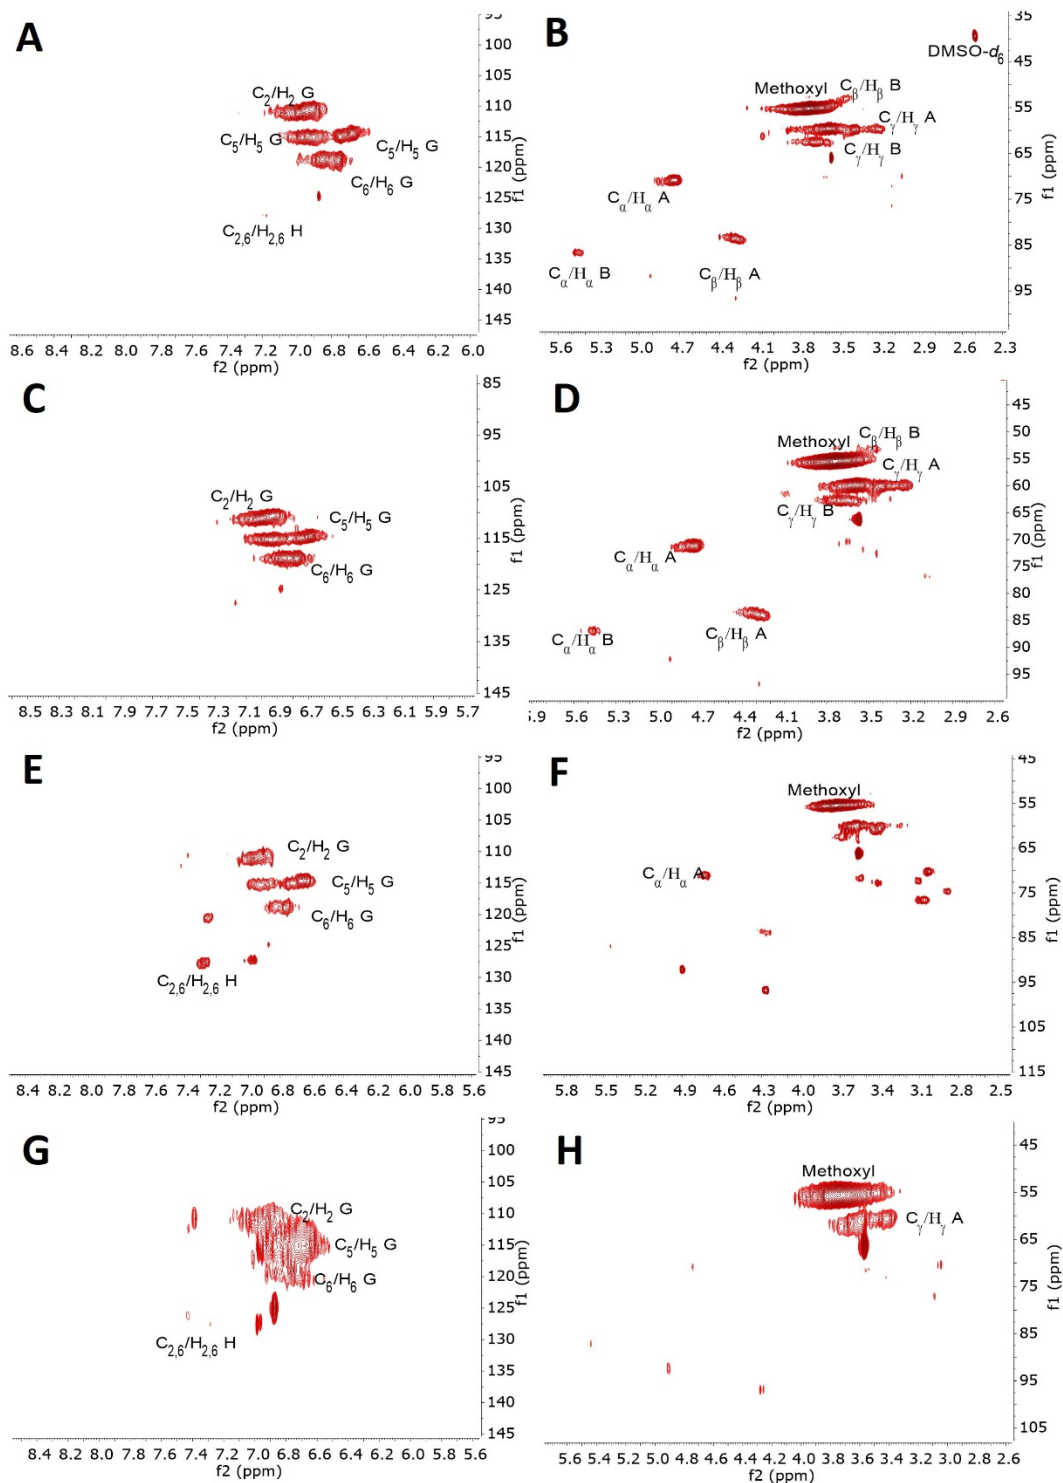 A
C₂/H₂ G
C₅/H₅ G
C₅/H₅ G
C₆/H₆ G
C₂,₆/H₂,₆ H
95
100
105
110
115
120
125
130
135
140
145
f1 (ppm)
8.6 8.4 8.2 8.0 7.8 7.6 7.4 7.2 7.0 6.8 6.6 6.4 6.2 6.0
f2 (ppm)
B
DMSO-d₆
Methoxyl
Cβ/Hβ B
Cγ/Hγ A
Cγ/Hγ B
Cα/Hα A
Cα/Hα B
Cβ/Hβ A
35
45
55
65
75
85
95
f1 (ppm)
5.6 5.3 5.0 4.7 4.4 4.1 3.8 3.5 3.2 2.9 2.6 2.3
f2 (ppm)
C
C₂/H₂ G
C₅/H₅ G
C₆/H₆ G
85
95
105
115
125
135
145
f1 (ppm)
8.5 8.3 8.1 7.9 7.7 7.5 7.3 7.1 6.9 6.7 6.5 6.3 6.1 5.9 5.7
f2 (ppm)
D
Cβ/Hβ B
Methoxyl
Cγ/Hγ A
Cγ/Hγ B
Cα/Hα A
Cα/Hα B
Cβ/Hβ A
45
50
55
60
65
70
75
80
85
90
95
f1 (ppm)
5.9 5.6 5.3 5.0 4.7 4.4 4.1 3.8 3.5 3.2 2.9 2.6
f2 (ppm)
E
C₂/H₂ G
C₅/H₅ G
C₆/H₆ G
C₂,₆/H₂,₆ H
95
100
105
110
115
120
125
130
135
140
145
f1 (ppm)
8.4 8.2 8.0 7.8 7.6 7.4 7.2 7.0 6.8 6.6 6.4 6.2 6.0 5.8 5.6
f2 (ppm)
F
Methoxyl
Cα/Hα A
45
55
65
75
85
95
105
115
f1 (ppm)
5.8 5.5 5.2 4.9 4.6 4.3 4.0 3.7 3.4 3.1 2.8 2.5
f2 (ppm)
G
C₂/H₂ G
C₅/H₅ G
C₆/H₆ G
C₂,₆/H₂,₆ H
95
100
105
110
115
120
125
130
135
140
145
f1 (ppm)
8.4 8.2 8.0 7.8 7.6 7.4 7.2 7.0 6.8 6.6 6.4 6.2 6.0 5.8 5.6
f2 (ppm)
H
Methoxyl
Cγ/Hγ A
45
55
65
75
85
95
105
f1 (ppm)
5.6 5.4 5.2 5.0 4.8 4.6 4.4 4.2 4.0 3.8 3.6 3.4 3.2 3.0 2.8 2.6
f2 (ppm)